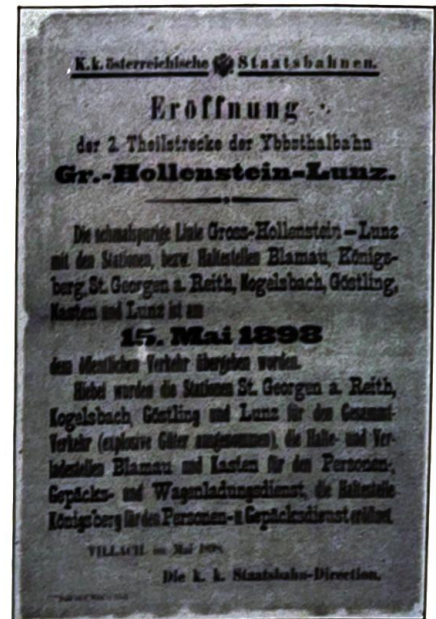 K.k. österreichische Staatsbahnen.
Eröffnung
der 2. Theilstrecke der Ybbsthalbahn
Gr.-Hollenstein-Lunz.
Die schmalspurige Linie Gross-Hollenstein – Lunz
mit den Stationen, bezw. Haltestellen Blamau, Königs-
berg, St. Georgen a. Reith, Kogelsbach, Göstling,
Kasten und Lunz ist am
15. Mai 1898
dem öffentlichen Verkehr übergeben worden.
Hiebei wurden die Stationen St. Georgen a. Reith,
Kogelsbach, Göstling und Lunz für den Gesammt-
Verkehr (explosive Güter ausgenommen), die Halte- und Ver-
ladestellen Blamau und Kasten für den Personen-,
Gepäcks- und Wagenladungsdienst, die Haltestelle
Königsberg für den Personen- u. Gepäcksdienst eröffnet.
VILLACH, im Mai 1898.
Die k. k. Staatsbahn-Direction.